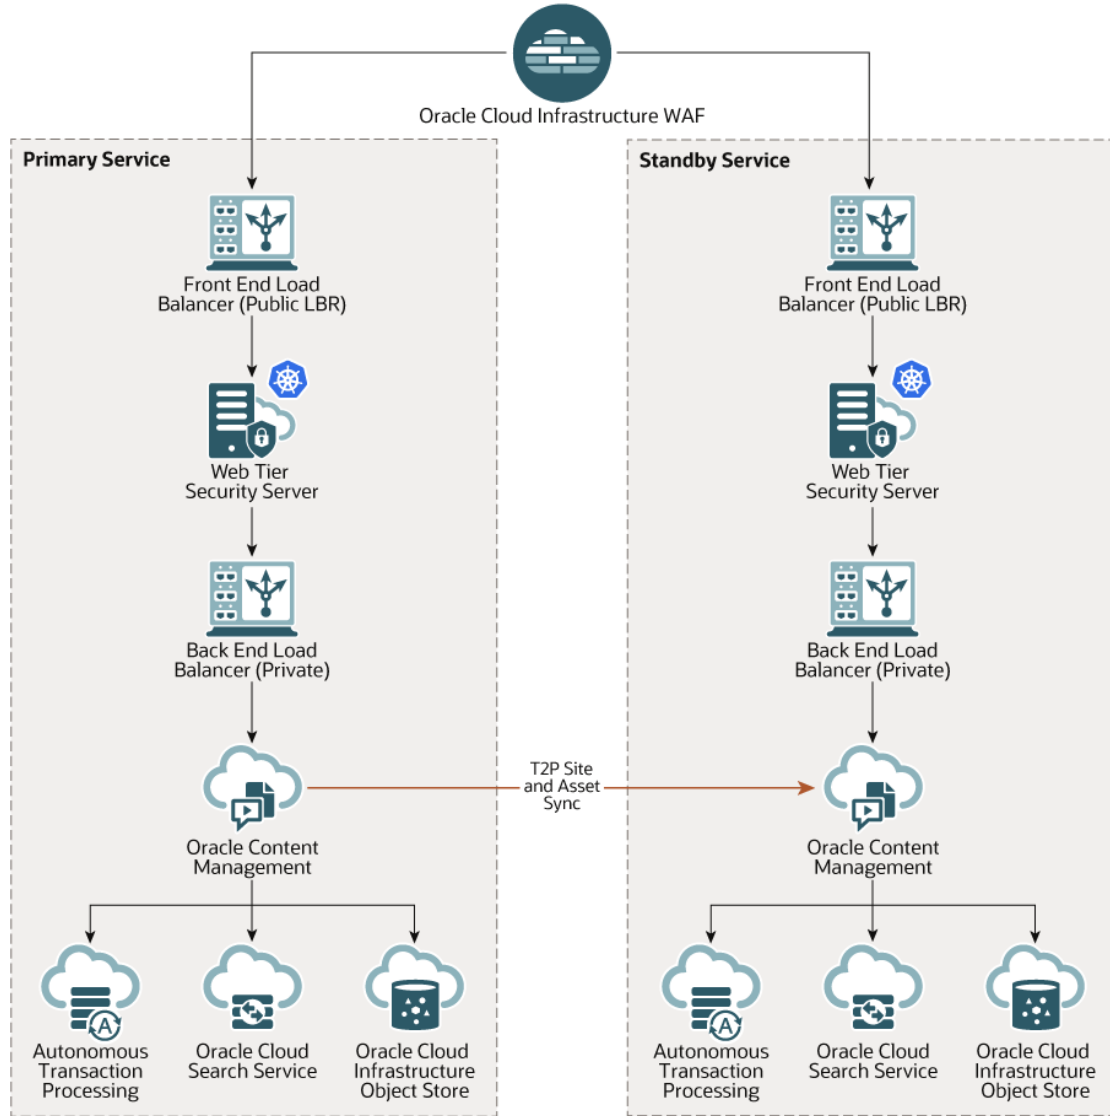 Oracle Cloud Infrastructure WAF
Primary Service
Front End Load
Balancer (Public LBR)
Web Tier
Security Server
Back End Load
Balancer (Private)
Oracle Content
Management
Autonomous
Transaction
Processing
Oracle Cloud
Search Service
Oracle Cloud
Infrastructure
Object Store
T2P Site
and Asset
Sync
Standby Service
Front End Load
Balancer (Public LBR)
Web Tier
Security Server
Back End Load
Balancer (Private)
Oracle Content
Management
Autonomous
Transaction
Processing
Oracle Cloud
Search Service
Oracle Cloud
Infrastructure
Object Store